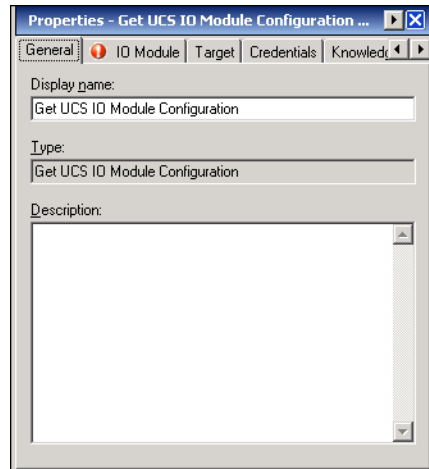 Properties - Get UCS IO Module Configuration ...
General IO Module Target Credentials
Display name:
Get UCS IO Module Configuration
Type:
Get UCS IO Module Configuration
Description: